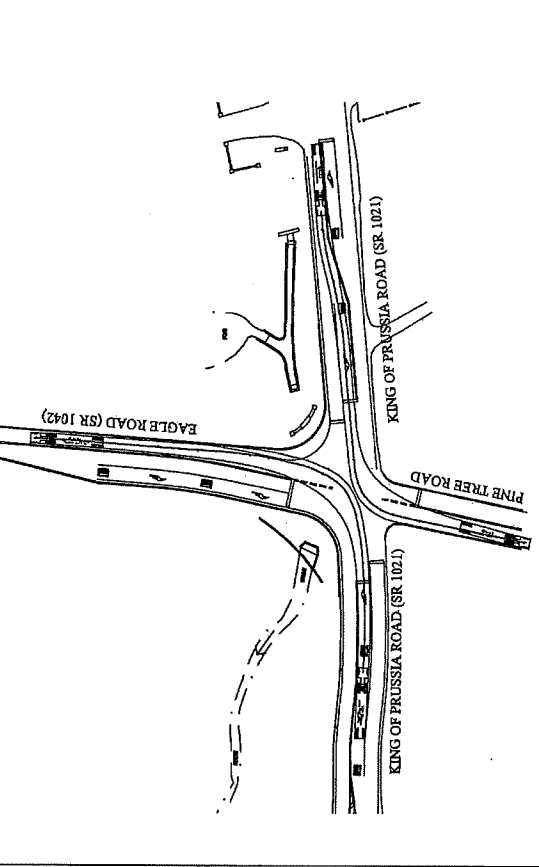 KING OF PRUSSIA ROAD (SR 1021)
EAGLE ROAD (SR 1042)
PINE TREE ROAD
KING OF PRUSSIA ROAD (SR 1021)